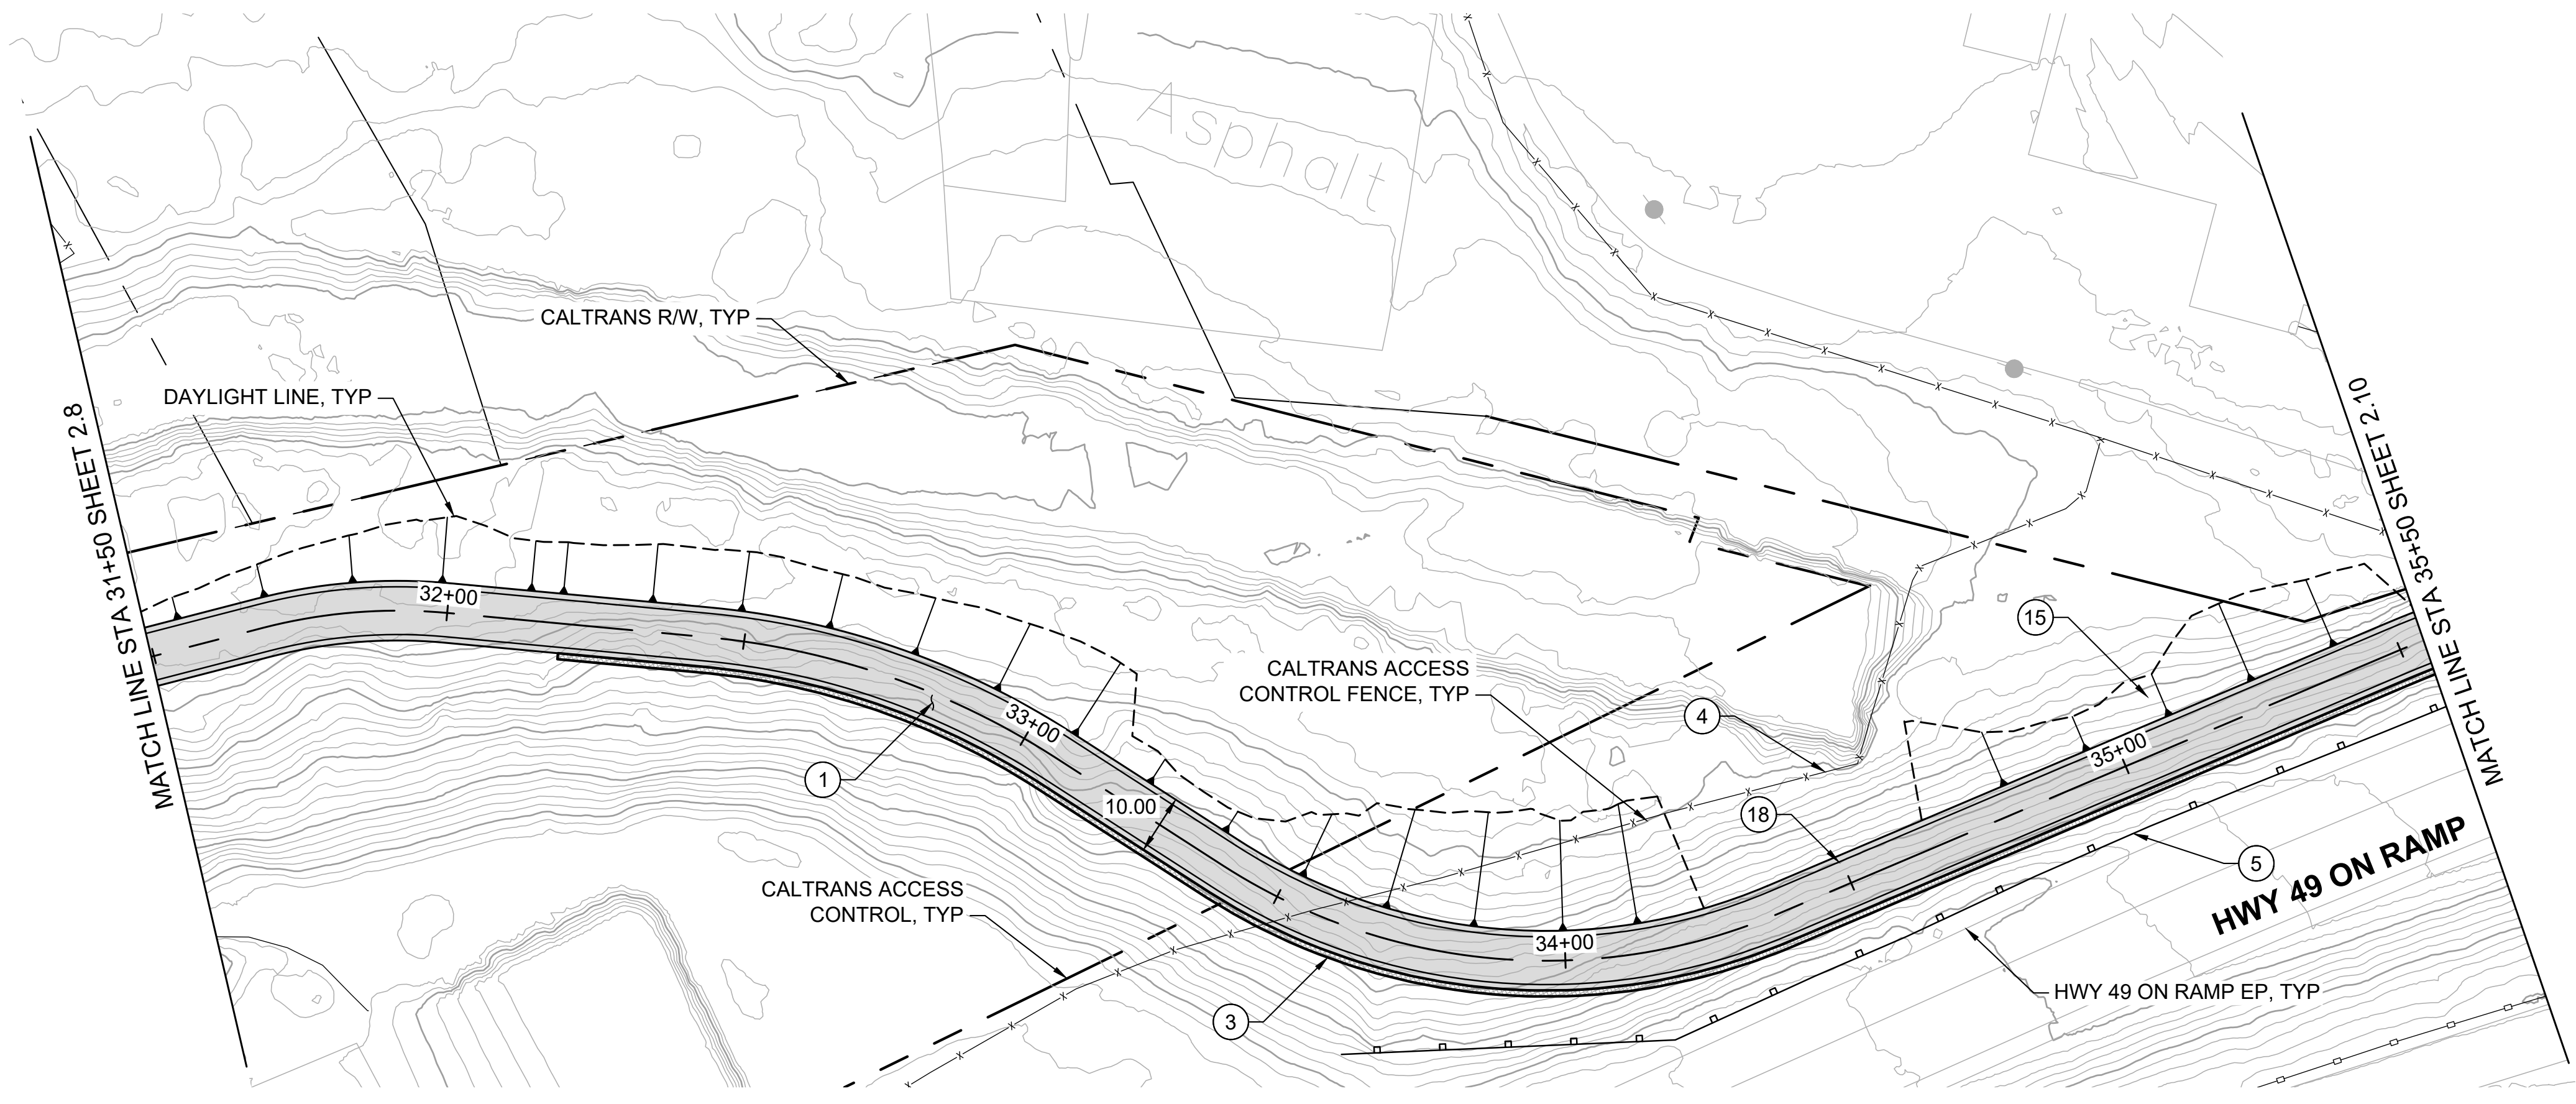 Asphalt
CALTRANS R/W, TYP
DAYLIGHT LINE, TYP
MATCH LINE STA 31+50 SHEET 2.8
MATCH LINE STA 35+50 SHEET 2.10
32+00
15
CALTRANS ACCESS
CONTROL FENCE, TYP
4
33+00
35+00
1
10.00
18
5
HWY 49 ON RAMP
CALTRANS ACCESS
CONTROL, TYP
34+00
3
HWY 49 ON RAMP EP, TYP